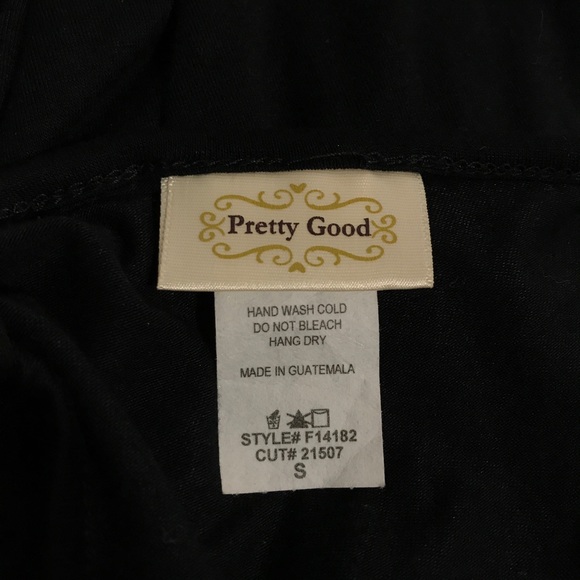 Pretty Good
HAND WASH COLD
DO NOT BLEACH
HANG DRY
MADE IN GUATEMALA
STYLE# F14182
CUT# 21507
S